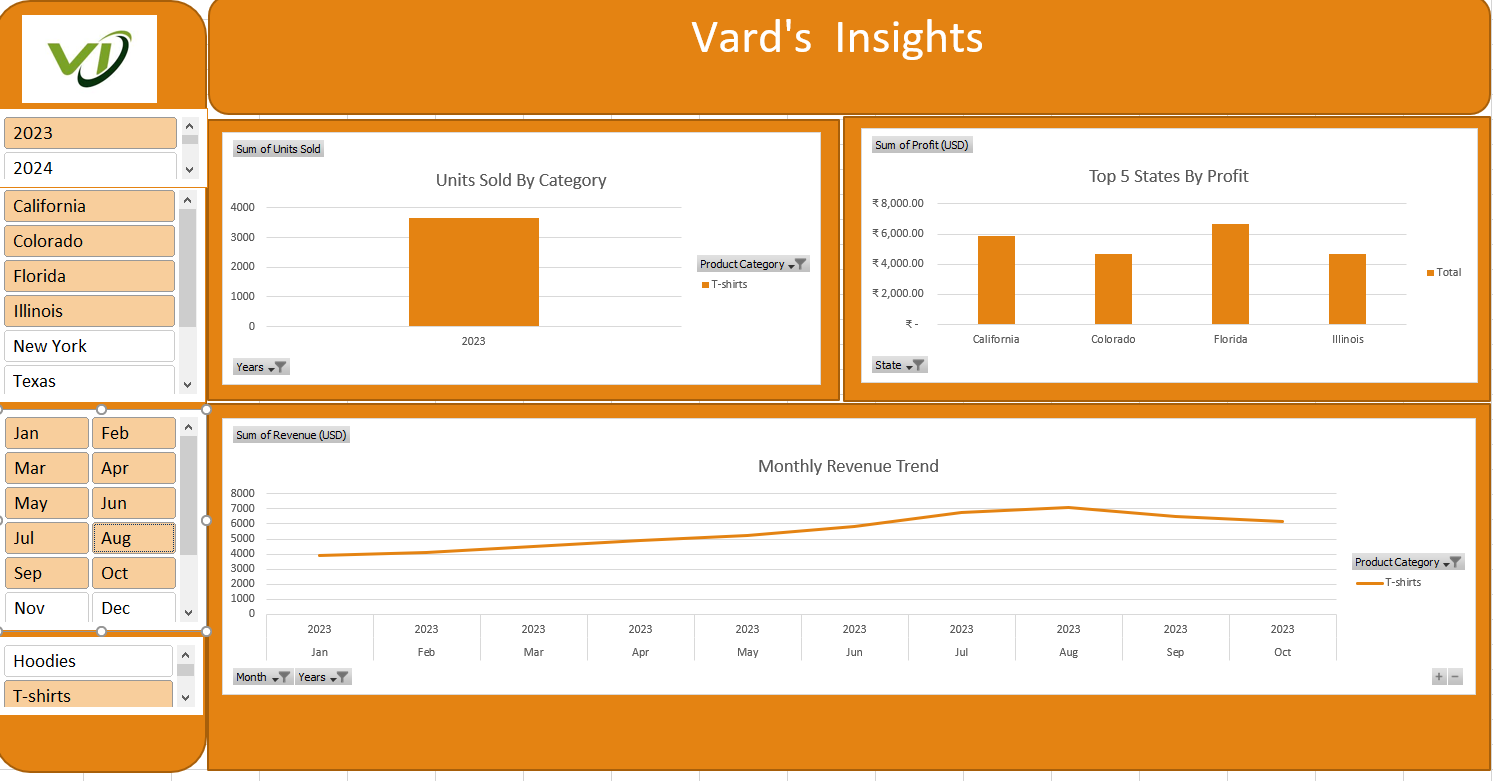 Vard's  Insights
VI
2023
2024
California
Colorado
Florida
Illinois
New York
Texas
Jan
Feb
Mar
Apr
May
Jun
Jul
Aug
Sep
Oct
Nov
Dec
Hoodies
T-shirts
Sum of Units Sold
Units Sold By Category
4000
3000
2000
1000
0
2023
Product Category
T-shirts
Years
Sum of Profit (USD)
Top 5 States By Profit
₹ 8,000.00
₹ 6,000.00
₹ 4,000.00
₹ 2,000.00
₹ -
California Colorado Florida Illinois
Total
State
Sum of Revenue (USD)
Monthly Revenue Trend
8000
7000
6000
5000
4000
3000
2000
1000
0
2023 2023 2023 2023 2023 2023 2023 2023 2023 2023
Jan Feb Mar Apr May Jun Jul Aug Sep Oct
Product Category
T-shirts
Month Years
+ −